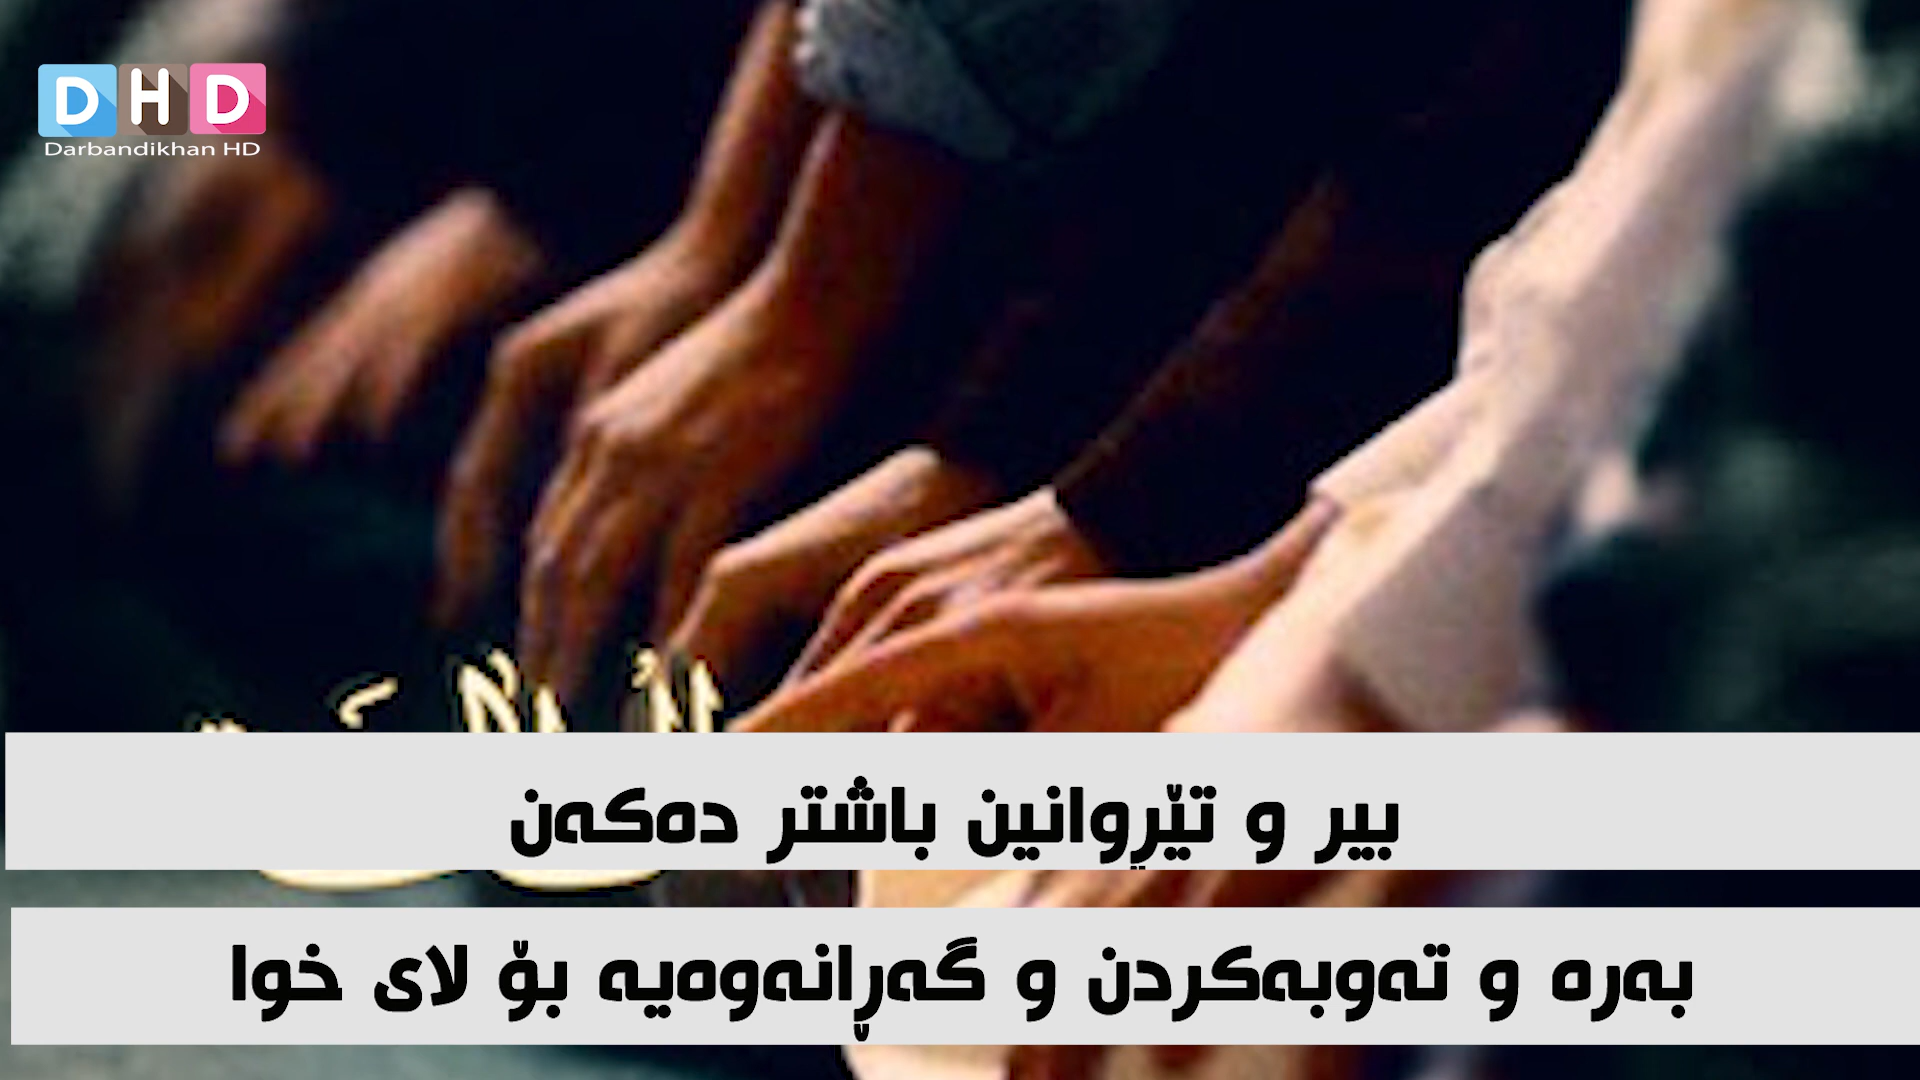 DHD
Darbandikhan HD
بیر و تێڕوانین باشتر دەکەن
بەرە و تەوبەکردن و گەڕانەوەیە بۆ لای خوا